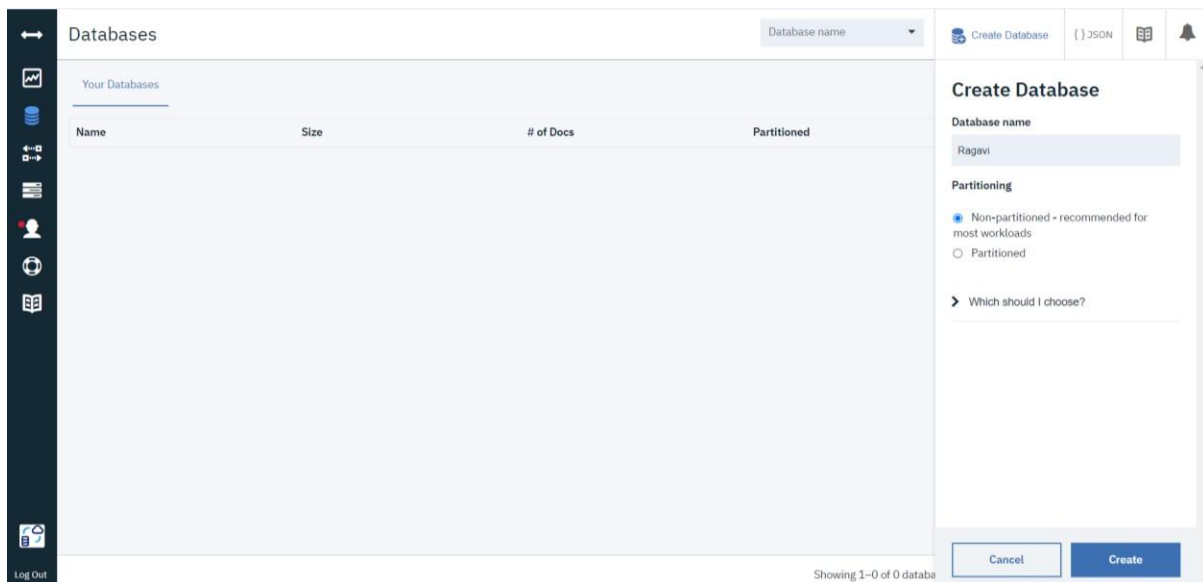 Databases
Database name
Create Database
{ } JSON
Your Databases
Name Size # of Docs Partitioned
Create Database
Database name
Ragavi
Partitioning
Non-partitioned - recommended for
most workloads
Partitioned
Which should I choose?
Cancel
Create
Log Out
Showing 1–0 of 0 databa